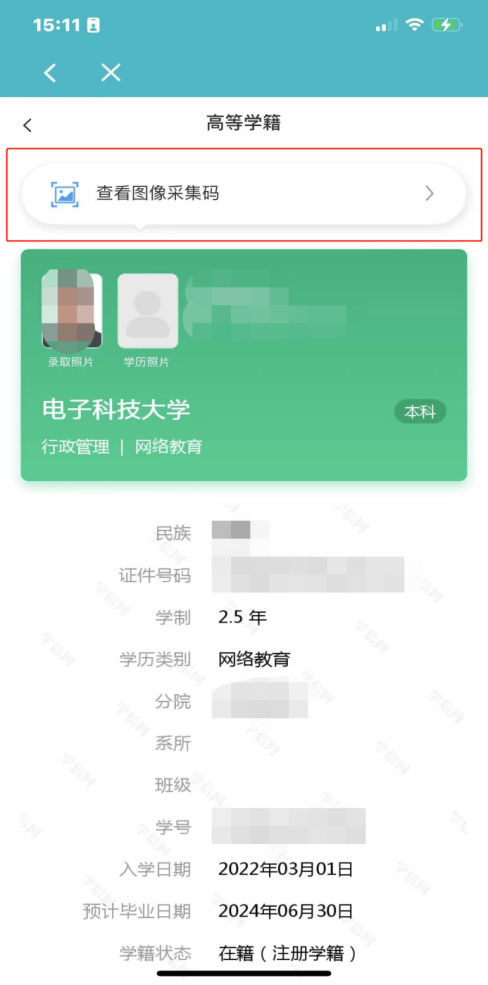 15:11
高等学籍
查看图像采集码
录取照片 学历照片
电子科技大学 本科
行政管理 | 网络教育
民族
证件号码
学制 2.5 年
学历类别 网络教育
分院
系所
班级
学号
入学日期 2022年03月01日
预计毕业日期 2024年06月30日
学籍状态 在籍（注册学籍）
学信网